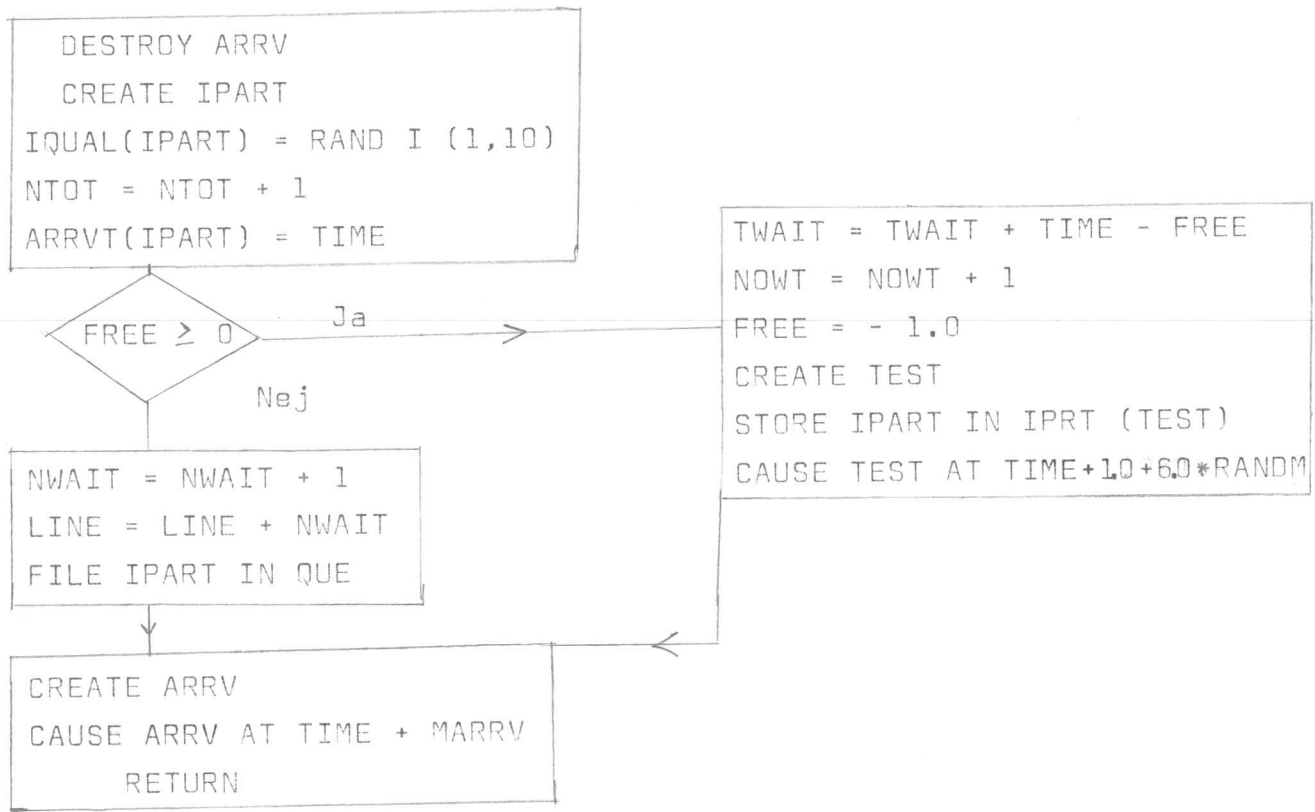 DESTROY ARRV
CREATE IPART
IQUAL(IPART) = RAND I (1,10)
NTOT = NTOT + 1
ARRVT(IPART) = TIME
FREE ≥ 0
Ja
Nej
TWAIT = TWAIT + TIME - FREE
NOWT = NOWT + 1
FREE = - 1.0
CREATE TEST
STORE IPART IN IPRT (TEST)
CAUSE TEST AT TIME+1.0+6.0*RANDM
NWAIT = NWAIT + 1
LINE = LINE + NWAIT
FILE IPART IN QUE
CREATE ARRV
CAUSE ARRV AT TIME + MARRV
RETURN